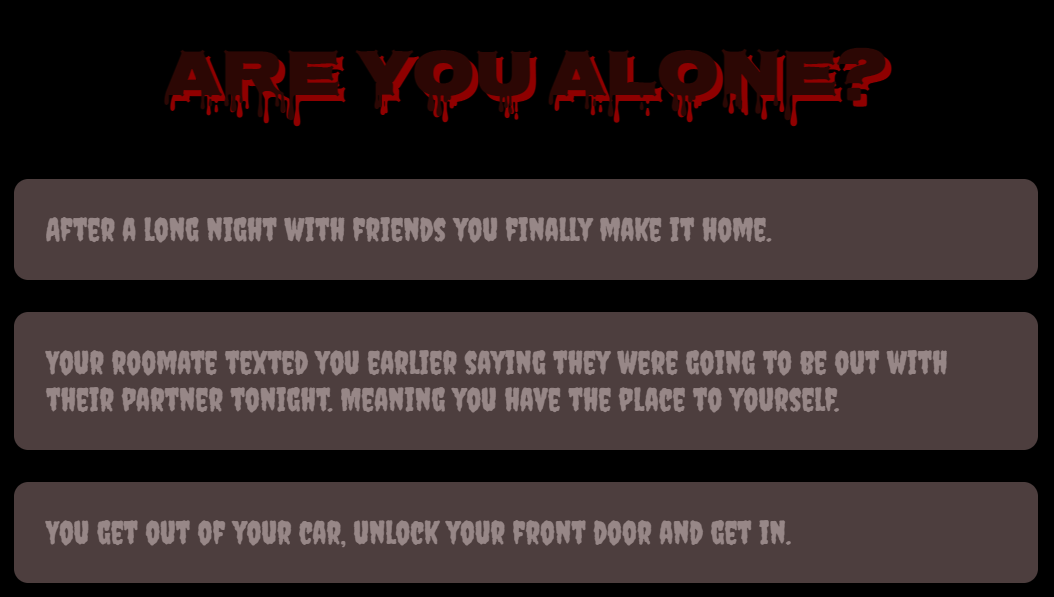 ARE YOU ALONE?
AFTER A LONG NIGHT WITH FRIENDS YOU FINALLY MAKE IT HOME.
YOUR ROOMATE TEXTED YOU EARLIER SAYING THEY WERE GOING TO BE OUT WITH
THEIR PARTNER TONIGHT. MEANING YOU HAVE THE PLACE TO YOURSELF.
YOU GET OUT OF YOUR CAR, UNLOCK YOUR FRONT DOOR AND GET IN.